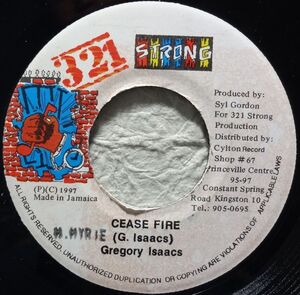 321
STRONG
Produced by:
Syl Gordon
For 321 Strong
Production
Distributed by:
Cylton Record
Shop # 67
Princeville Centre
95-97
Constant Spring
Road Kingston 10
Tel.: 905-0695
(P)(C) 1997
Made in Jamaica
M. MYRIE
CEASE FIRE
(G. Isaacs)
Gregory Isaacs
ALL RIGHTS RESERVED. UNAUTHORIZED DUPLICATION OR COPYING ARE VIOLATIONS OF APPLICABLE LAWS